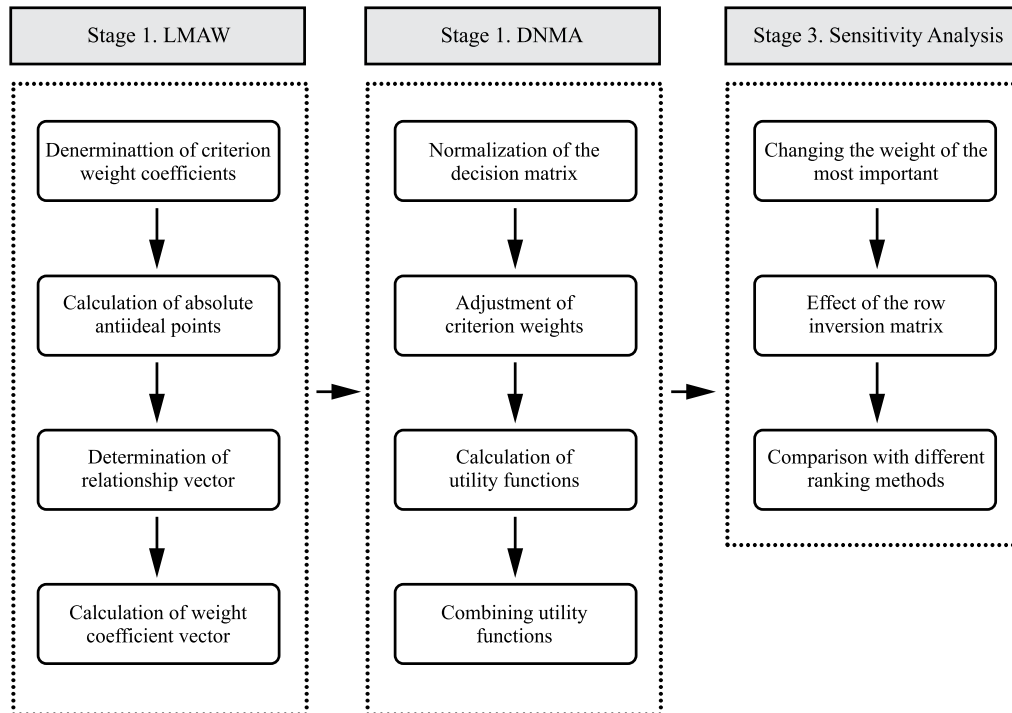 Stage 1. LMAW
Denerminattion of criterion
weight coefficients
Calculation of absolute
antiideal points
Determination of
relationship vector
Calculation of weight
coefficient vector
Stage 1. DNMA
Normalization of the
decision matrix
Adjustment of
criterion weights
Calculation of
utility functions
Combining utility
functions
Stage 3. Sensitivity Analysis
Changing the weight of the
most important
Effect of the row
inversion matrix
Comparison with different
ranking methods